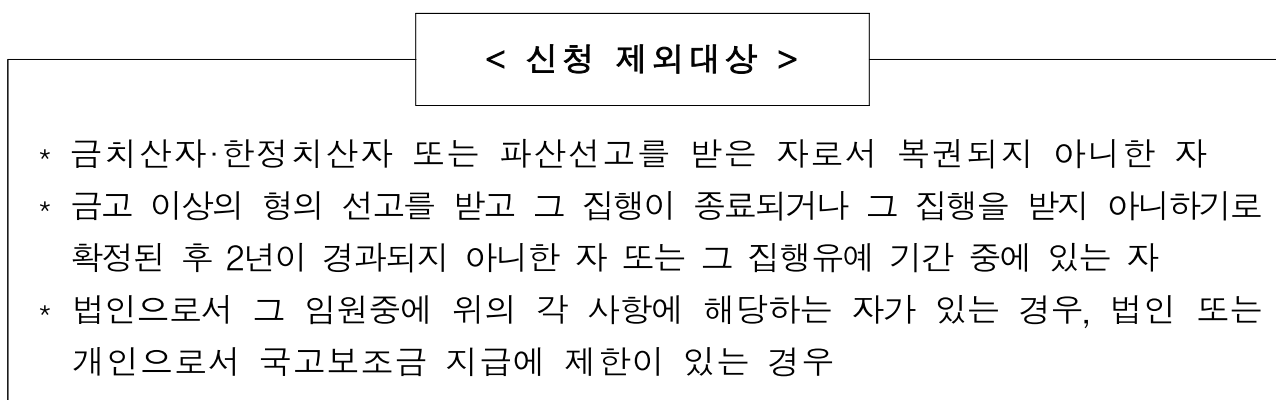 < 신청 제외대상 >
* 금치산자·한정치산자 또는 파산선고를 받은 자로서 복권되지 아니한 자
* 금고 이상의 형의 선고를 받고 그 집행이 종료되거나 그 집행을 받지 아니하기로
확정된 후 2년이 경과되지 아니한 자 또는 그 집행유예 기간 중에 있는 자
* 법인으로서 그 임원중에 위의 각 사항에 해당하는 자가 있는 경우, 법인 또는
개인으로서 국고보조금 지급에 제한이 있는 경우